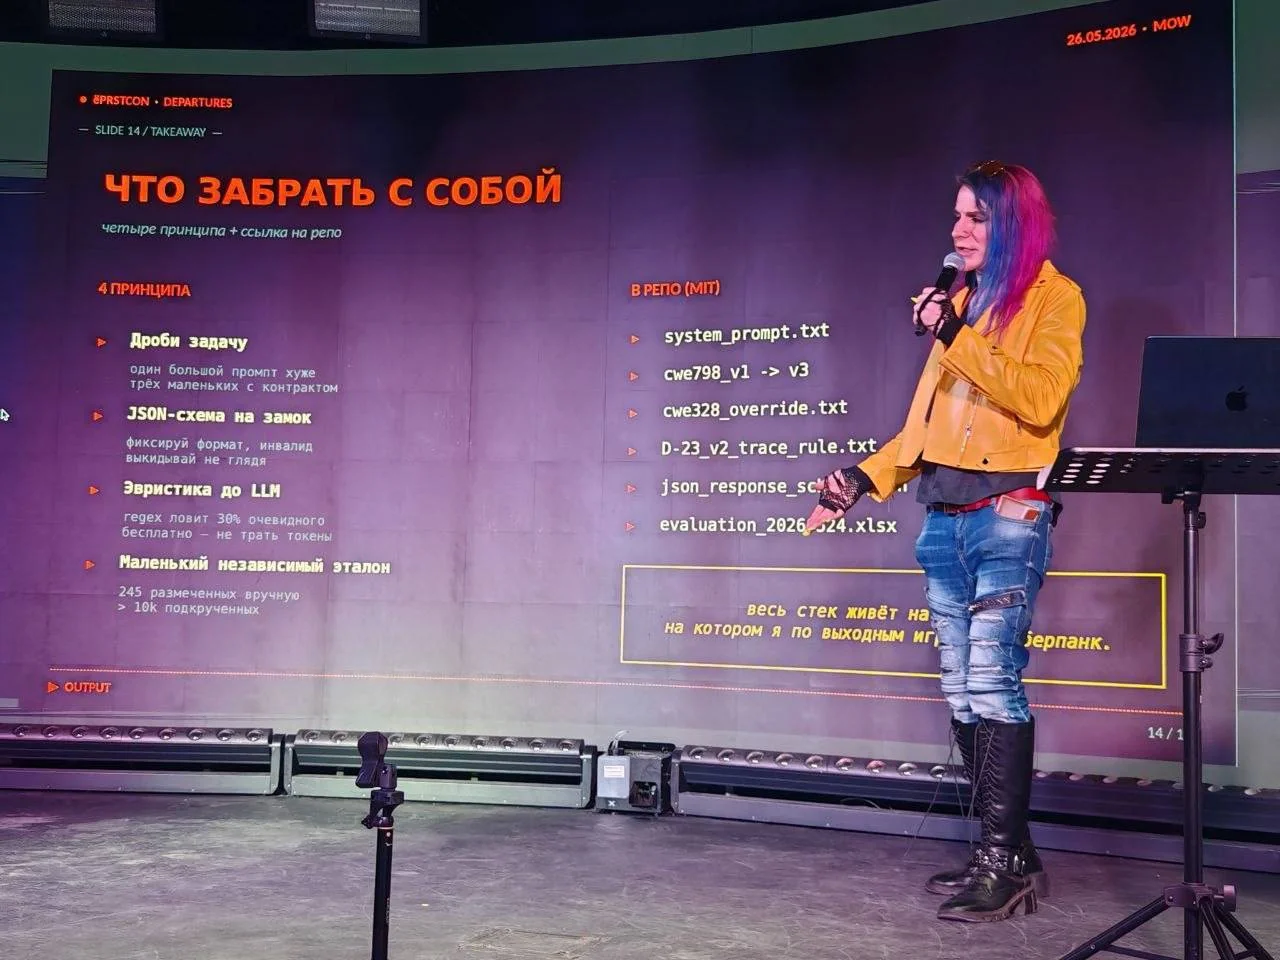 26.05.2026 • MOW
ёPRSTCON • DEPARTURES
— SLIDE 14 / TAKEAWAY —
ЧТО ЗАБРАТЬ С СОБОЙ
четыре принципа + ссылка на репо
4 ПРИНЦИПА
Дроби задачу
один большой промпт хуже
трёх маленьких с контрактом
JSON-схема на замок
фиксируй формат, инвалид
выкидывай не глядя
Эвристика до LLM
regex ловит 30% очевидного
бесплатно — не трать токены
Маленький независимый эталон
245 размеченных вручную
> 10k подкрученных
В РЕПО (MIT)
system_prompt.txt
cwe798_v1 -> v3
cwe328_override.txt
D-23_v2_trace_rule.txt
json_response_sc
evaluation_2026 524.xlsx
весь стек живёт на
на котором я по выходным иг берпанк.
OUTPUT
14 / 1